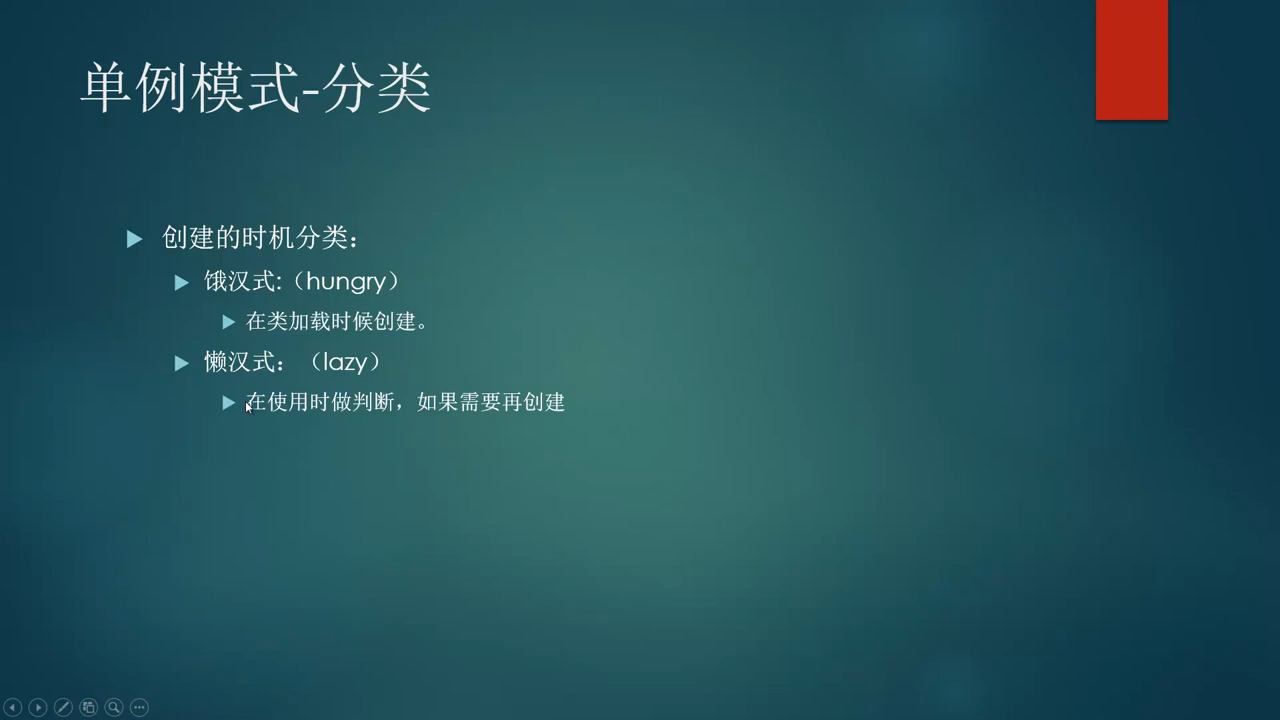 单例模式-分类
创建的时机分类：
饿汉式:（hungry）
在类加载时候创建。
懒汉式：（lazy）
在使用时做判断，如果需要再创建